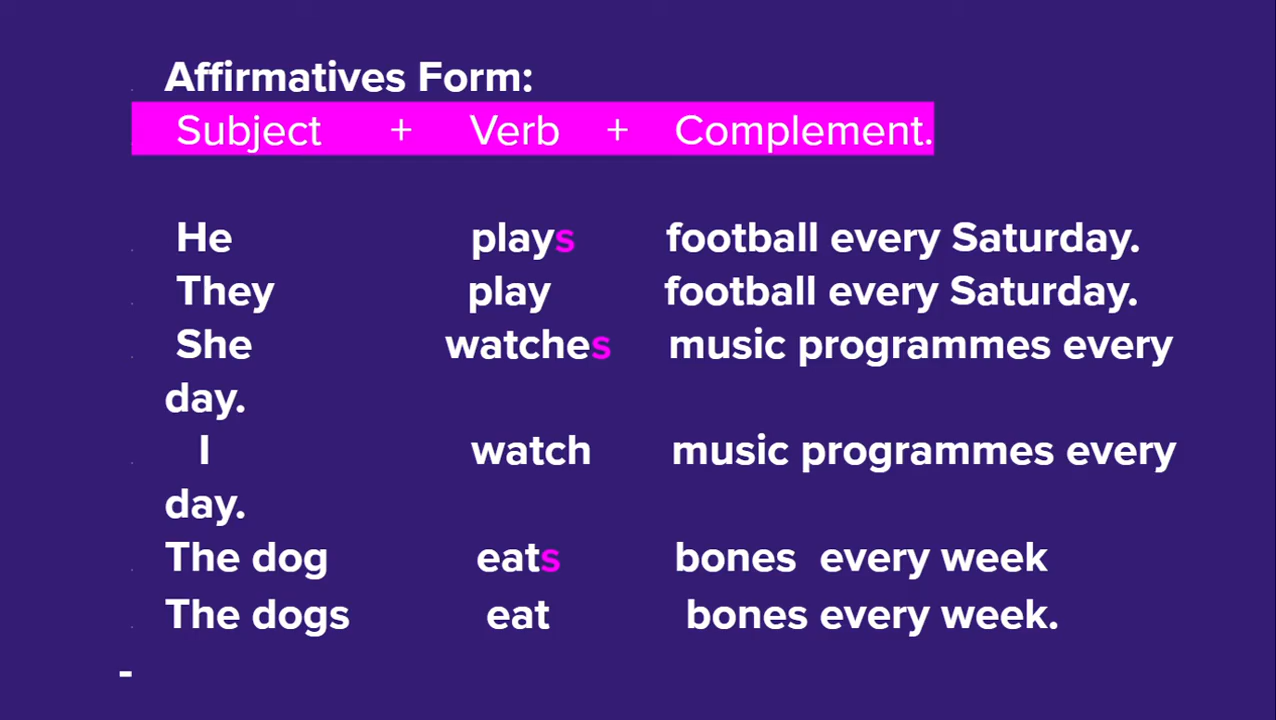 Affirmatives Form:
Subject + Verb + Complement.
He plays football every Saturday.
They play football every Saturday.
She watches music programmes every
day.
I watch music programmes every
day.
The dog eats bones every week
The dogs eat bones every week.
-